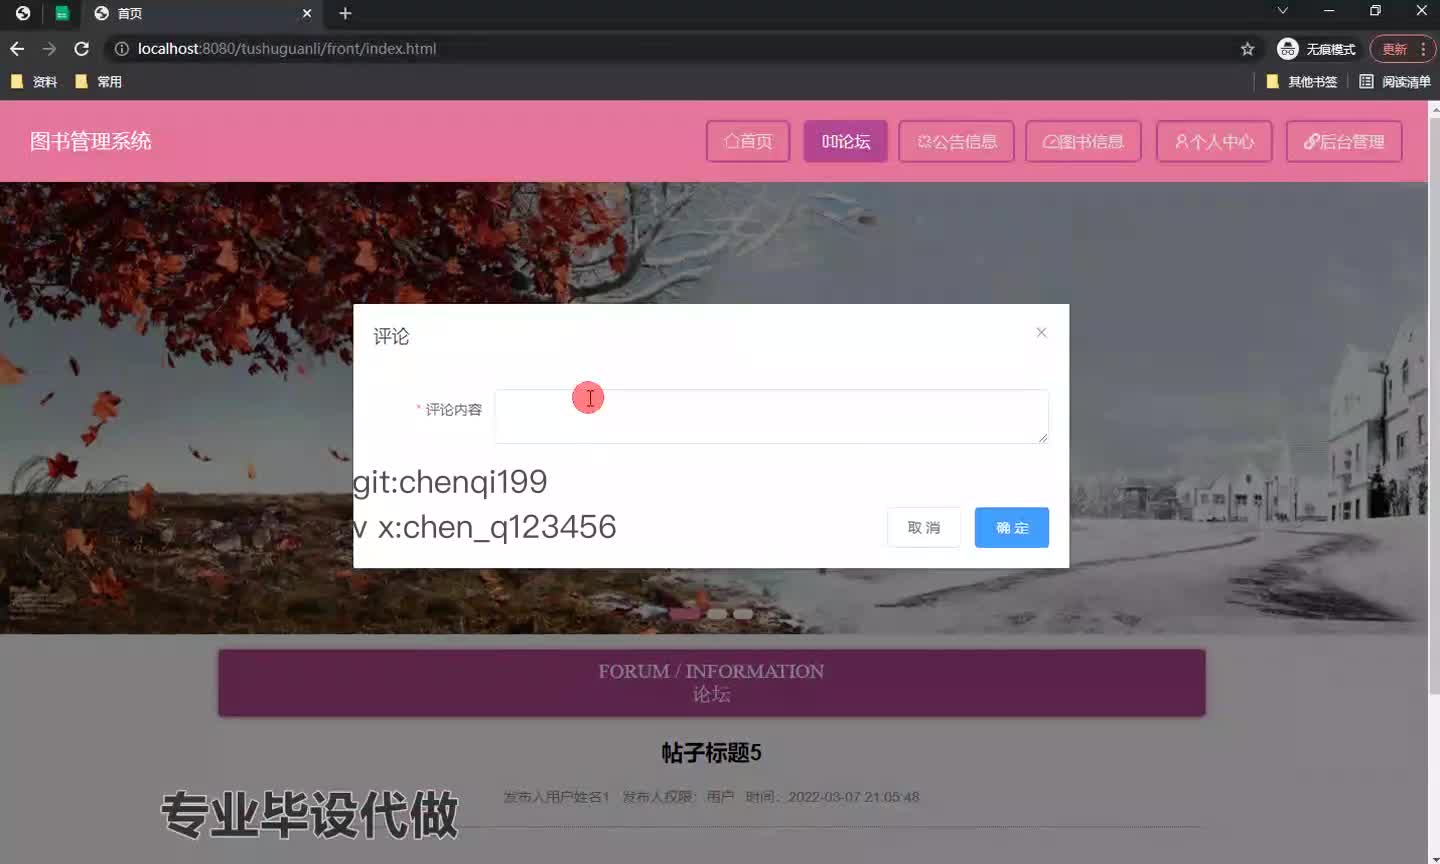 首页
localhost:8080/tushuguanli/front/index.html
无痕模式
更新
资料
常用
其他书签
阅读清单
图书管理系统
首页
论坛
公告信息
图书信息
个人中心
后台管理
评论
* 评论内容
git:chenqi199
v x:chen_q123456
取 消
确 定
FORUM / INFORMATION
论坛
帖子标题5
发布人用户姓名1 发布人权限：用户 时间：2022-03-07 21:05:48
专业毕设代做